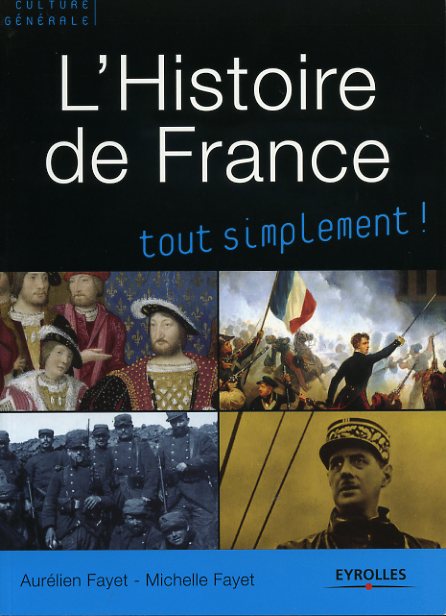 CULTURE
GÉNÉRALE
L'Histoire
de France
tout simplement !
Aurélien Fayet - Michelle Fayet
EYROLLES